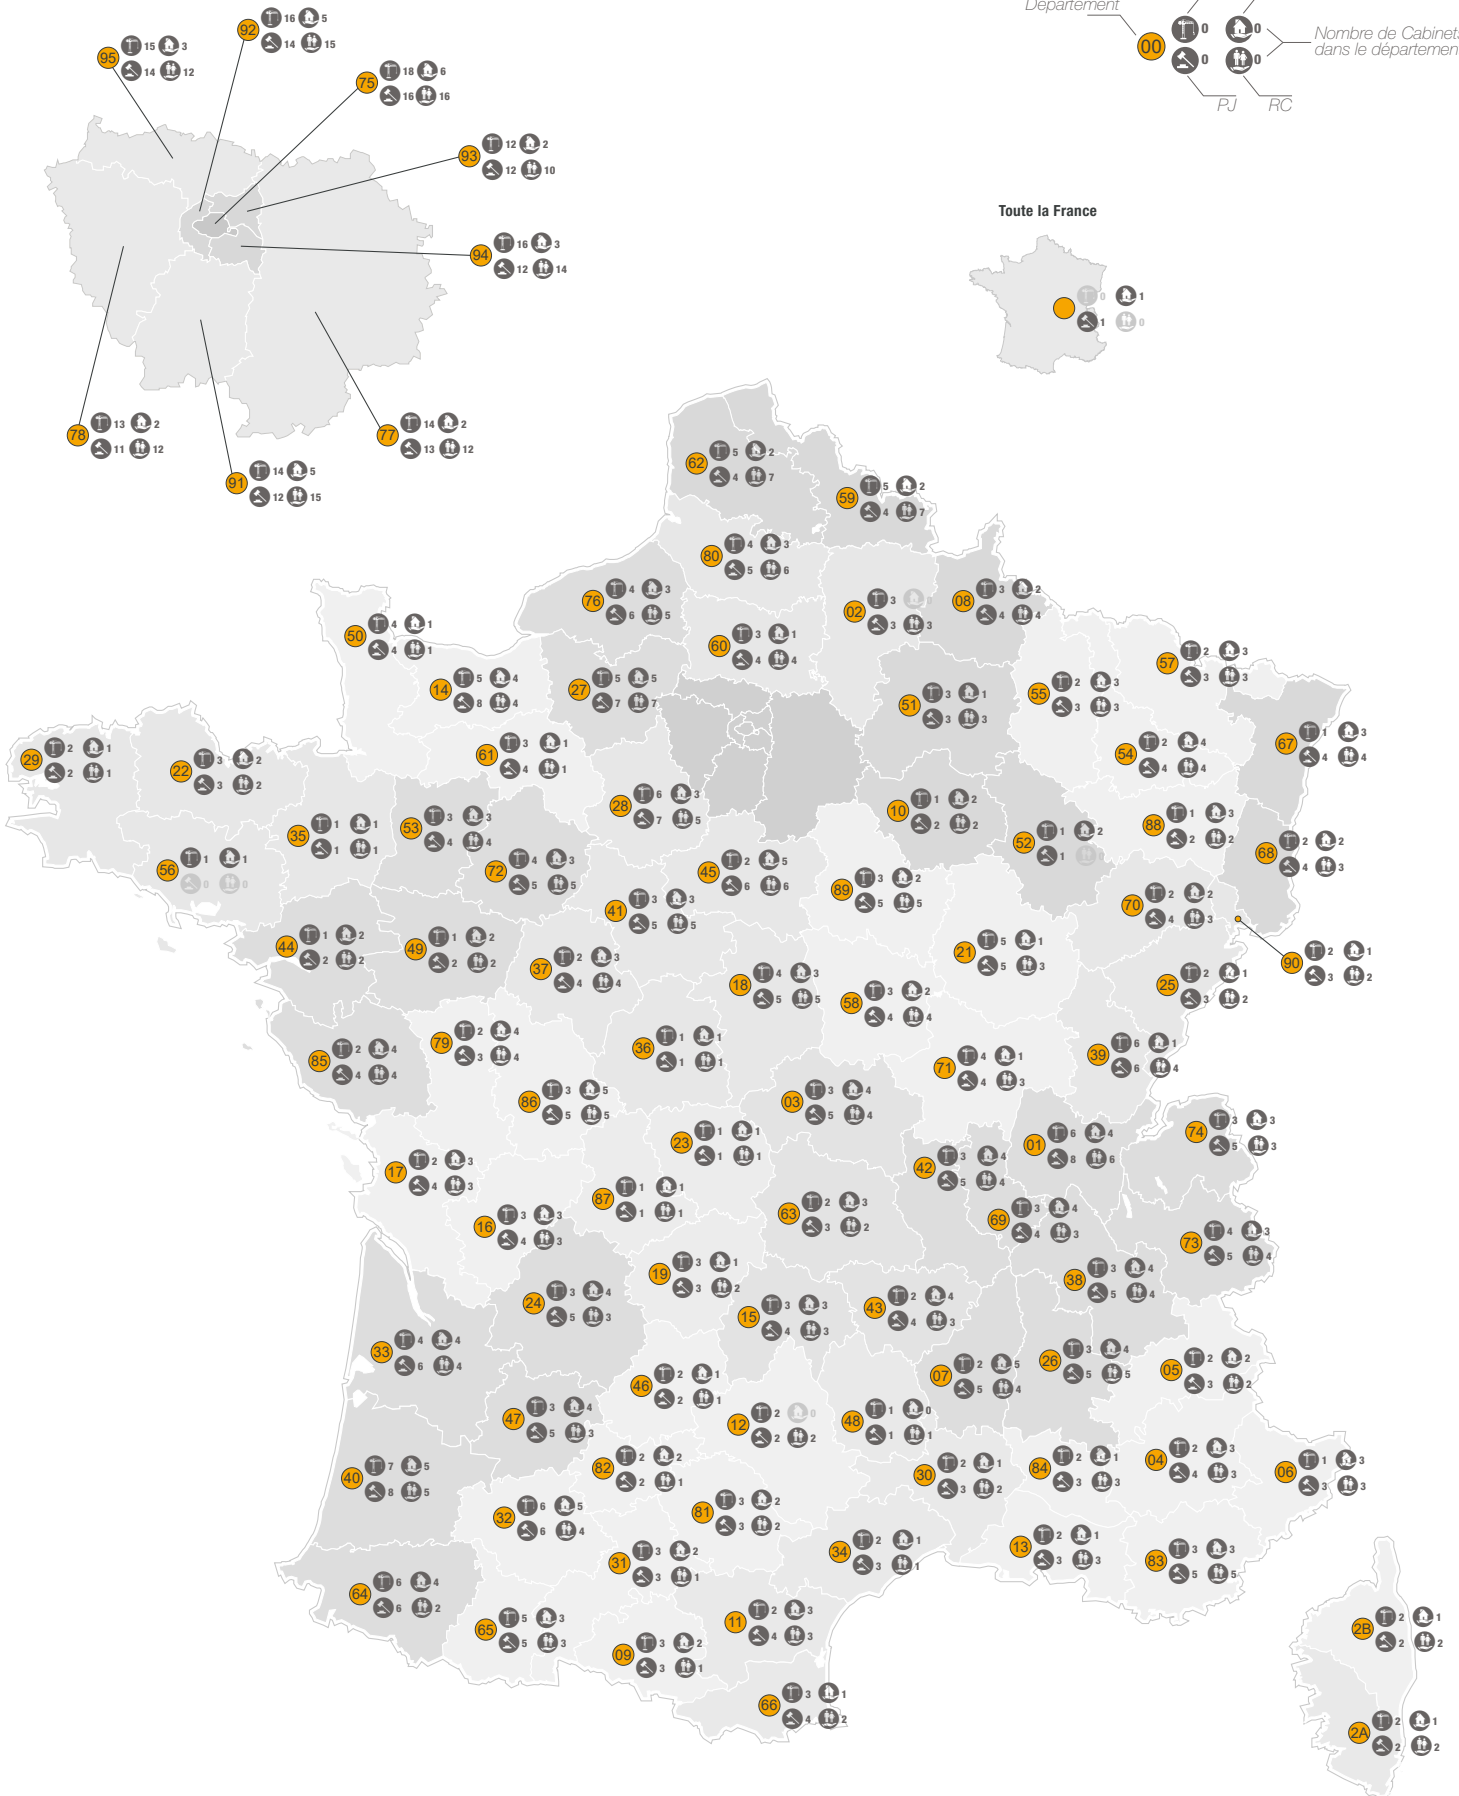 Département
00 0 0
0 0
Nombre de Cabinets
dans le départemen
PJ RC
92 16 5
14 15
95 15 3
14 12
75 18 6
16 16
93 12 2
12 10
94 16 3
12 14
78 13 2
11 12
77 14 2
13 12
91 14 5
12 15
Toute la France
0 1
1 0
62 5 2
4 7
59 5 2
4 7
80 4 3
5 6
76 4 3
6 5
02 3
3 3
08 3 2
4 4
50 4 1
4 1
60 3 1
4 4
57 2 3
3 3
14 5 4
8 4
27 5 5
7 7
51 3 1
3 3
55 2 3
3 3
67 1 3
4 4
29 2 1
2 1
22 3 2
3 2
61 3 1
4 1
54 2 4
4 4
28 6 3
7 5
10 1 2
2 2
88 1 3
2 2
35 1 1
1 1
53 3 3
4 4
52 1 2
1 0
68 2 2
4 3
56 1 1
0 0
72 4 3
5 5
45 2 5
6 6
89 3 2
5 5
41 3 3
5 5
70 2 2
4 3
44 1 2
2 2
49 1 2
2 2
37 2 3
4 4
21 5 1
5 3
90 2 1
3 2
18 4 3
5 5
58 3 2
4 4
25 2 1
3 2
79 2 4
3 4
36 1 1
1 1
85 2 4
4 4
71 4 1
4 3
39 6 1
6 4
86 3 5
5 5
03 3 4
5 4
23 1 1
1 1
01 6 4
8 6
74 3 3
5 3
17 2 3
4 3
42 3 4
5 4
87 1 1
1 1
63 2 3
3 2
69 3 4
4 3
16 3 3
4 3
73 4 3
5 4
19 3 1
3 2
38 3 4
5 4
24 3 4
5 3
15 3 3
4 3
43 2 4
4 3
33 4 4
6 4
07 2 5
5 4
26 3 4
5 5
05 2 2
3 2
46 2 1
2 1
47 3 4
5 3
12 2 0
2 2
48 1 0
1 1
40 7 5
8 5
82 2 2
2 1
30 2 1
3 2
84 2 1
3 3
04 2 3
4 3
06 1 3
3 3
32 6 5
6 4
81 3 2
3 2
31 3 2
3 1
34 2 1
3 1
13 2 1
3 3
83 3 3
5 5
64 6 4
6 2
65 5 3
5 3
11 2 3
4 3
09 3 2
3 1
2B 2 1
2 2
66 3 1
4 2
2A 2 1
2 2